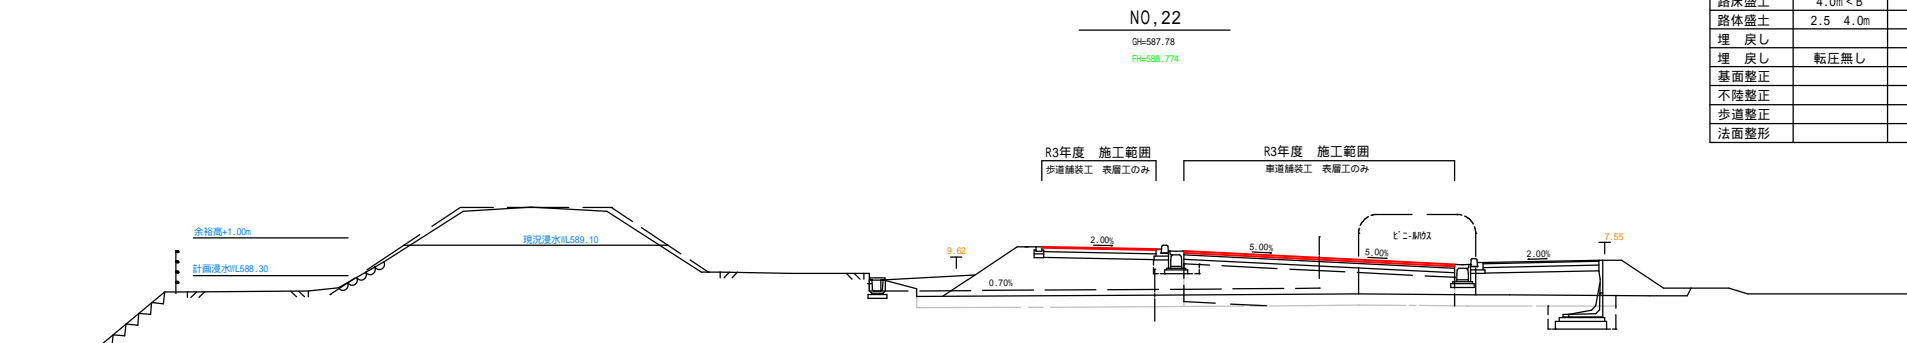 NO,22
GH=587.78
FH=588.774
路床盛土 4.0m<B
路体盛土 2.5 4.0m
埋 戻し
埋 戻し 転圧無し
基面整正
不陸整正
歩道整正
法面整形
R3年度 施工範囲
歩道舗装工 表層工のみ
R3年度 施工範囲
車道舗装工 表層工のみ
余裕高+1.00m
現況浸水WL589.10
計画浸水WL588.30
9.62
2.00%
5.00%
5.00%
ビニールハウス
2.00%
7.55
0.70%